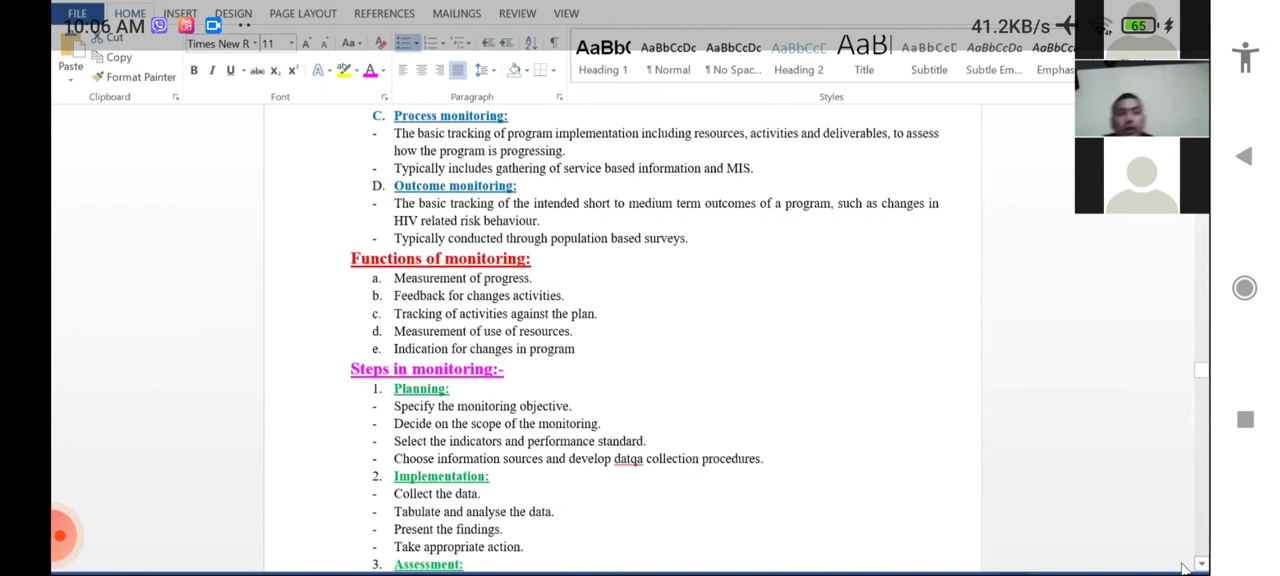 FILE HOME INSERT DESIGN PAGE LAYOUT REFERENCES MAILINGS REVIEW VIEW
10:06 AM 41.2KB/s 65
Cut
Copy
Format Painter
Paste
Clipboard
Times New R 11
Font
Paragraph
AaBb( AaBbCcDc AaBbCcDc AaBbCcE AaB AaBbCcD AaBbCcDc AaBbCc
Heading 1 ¶ Normal ¶ No Spac... Heading 2 Title Subtitle Subtle Em... Emphas
Styles
C. Process monitoring:
- The basic tracking of program implementation including resources, activities and deliverables, to assess
how the program is progressing.
- Typically includes gathering of service based information and MIS.
D. Outcome monitoring:
- The basic tracking of the intended short to medium term outcomes of a program, such as changes in
HIV related risk behaviour.
- Typically conducted through population based surveys.
Functions of monitoring:
a. Measurement of progress.
b. Feedback for changes activities.
c. Tracking of activities against the plan.
d. Measurement of use of resources.
e. Indication for changes in program
Steps in monitoring:-
1. Planning:
- Specify the monitoring objective.
- Decide on the scope of the monitoring.
- Select the indicators and performance standard.
- Choose information sources and develop datqa collection procedures.
2. Implementation:
- Collect the data.
- Tabulate and analyse the data.
- Present the findings.
- Take appropriate action.
3. Assessment: